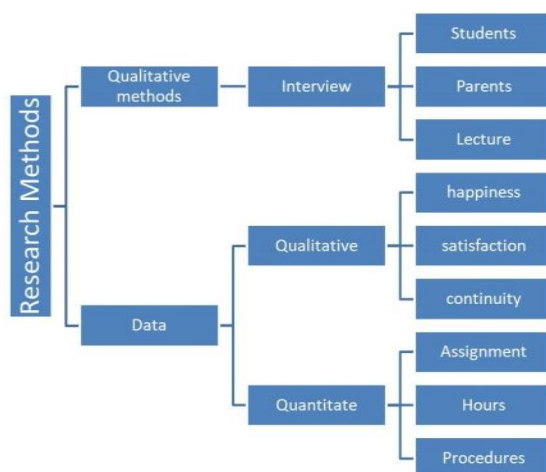 Research Methods
Qualitative
methods
Interview
Students
Parents
Lecture
Data
Qualitative
happiness
satisfaction
continuity
Quantitate
Assignment
Hours
Procedures